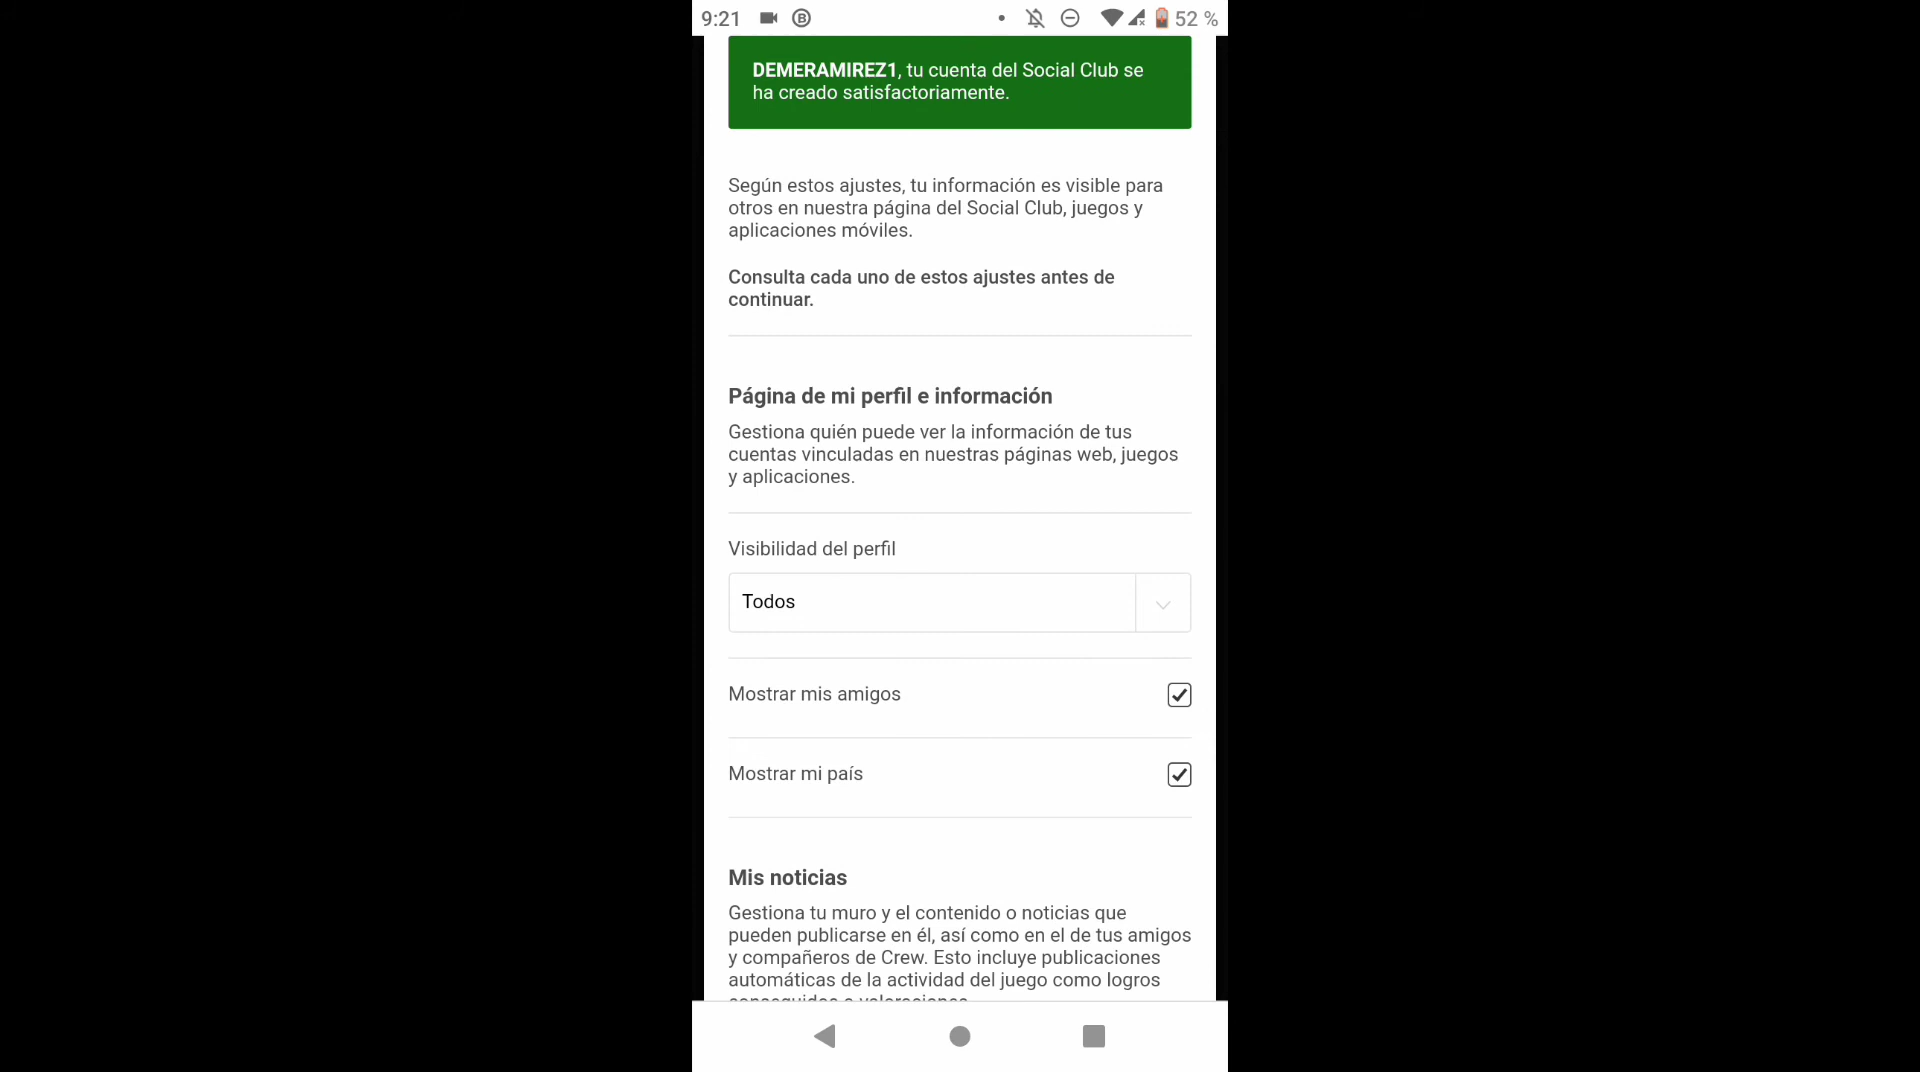 9:21
52 %
DEMERAMIREZ1, tu cuenta del Social Club se
ha creado satisfactoriamente.
Según estos ajustes, tu información es visible para
otros en nuestra página del Social Club, juegos y
aplicaciones móviles.
Consulta cada uno de estos ajustes antes de
continuar.
Página de mi perfil e información
Gestiona quién puede ver la información de tus
cuentas vinculadas en nuestras páginas web, juegos
y aplicaciones.
Visibilidad del perfil
Todos
Mostrar mis amigos
Mostrar mi país
Mis noticias
Gestiona tu muro y el contenido o noticias que
pueden publicarse en él, así como en el de tus amigos
y compañeros de Crew. Esto incluye publicaciones
automáticas de la actividad del juego como logros
conseguidos o valoraciones.